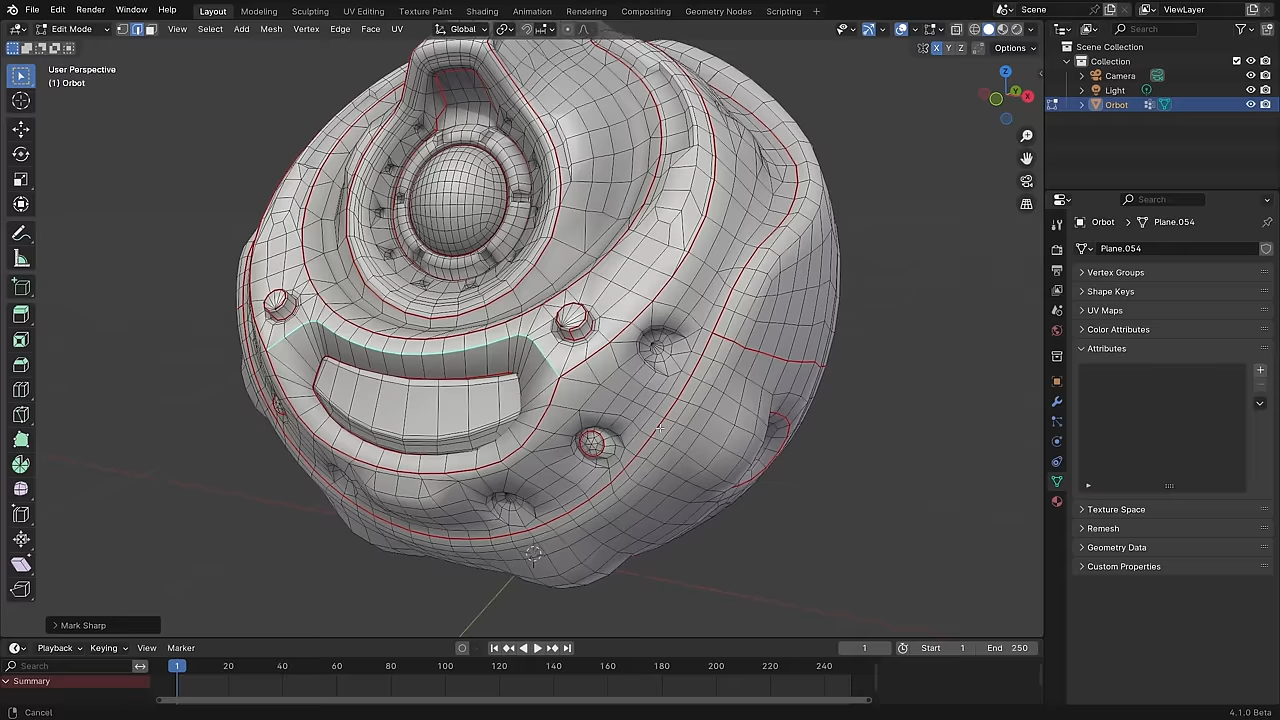 File Edit Render Window Help Layout Modeling Sculpting UV Editing Texture Paint Shading Animation Rendering Compositing Geometry Nodes Scripting + Scene ViewLayer
Edit Mode View Select Add Mesh Vertex Edge Face UV Global
X Y Z Options
User Perspective
(1) Orbot
Z
Y
X
Mark Sharp
Search
Scene Collection
Collection
Camera
Light
Orbot
Search
Orbot Plane.054
Plane.054
Vertex Groups
Shape Keys
UV Maps
Color Attributes
Attributes
Texture Space
Remesh
Geometry Data
Custom Properties
Playback Keying View Marker 1 Start 1 End 250
Search 1 20 40 60 80 100 120 140 160 180 200 220 240
Summary
Cancel 4.1.0 Beta